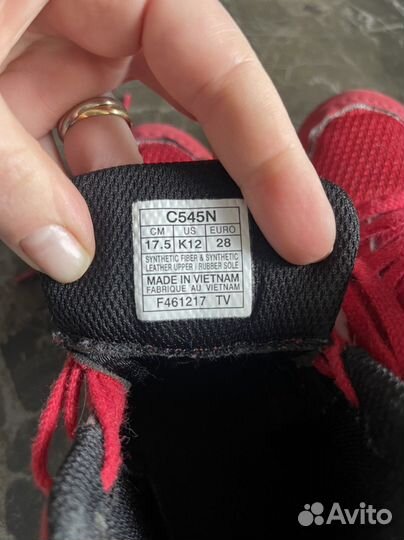 C545N
CM US EURO
17.5 K12 28
SYNTHETIC FIBER & SYNTHETIC
LEATHER UPPER / RUBBER SOLE
MADE IN VIETNAM
FABRIQUE AU VIETNAM
F461217 TV
Avito